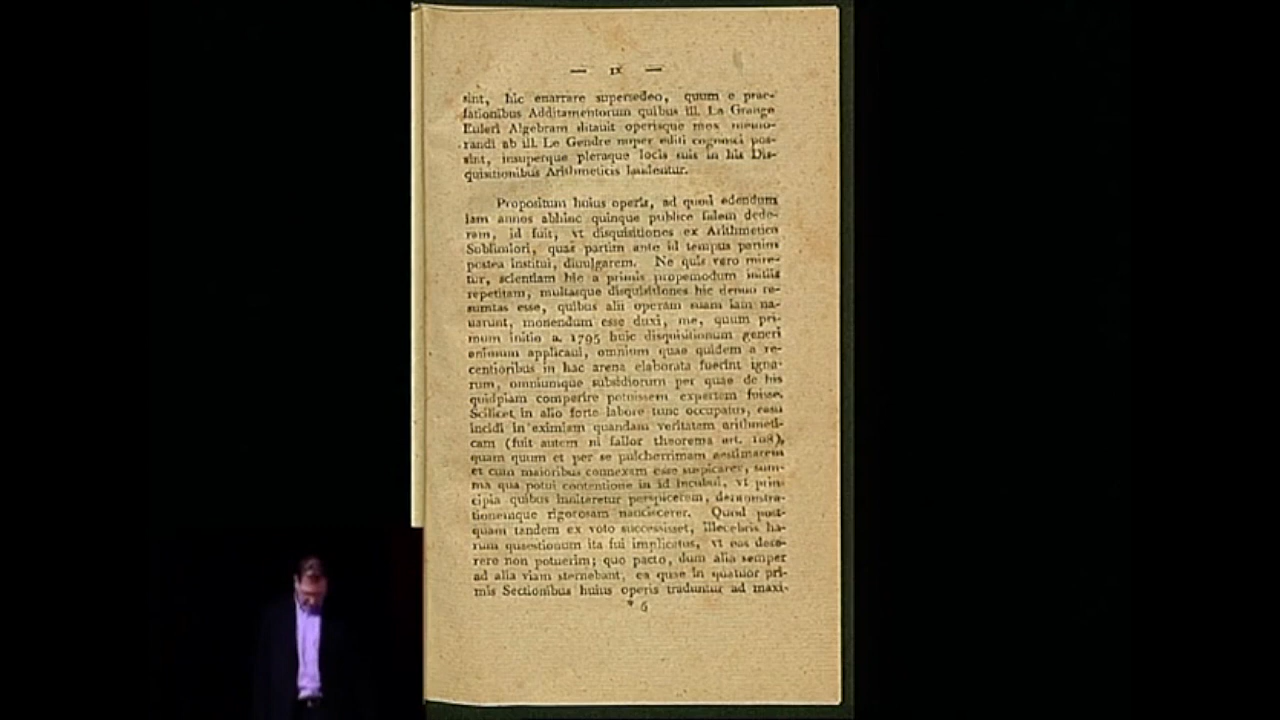 — IX —
sint, hic enarrare supersedeo, quum e prae-
fationibus Additamentorum quibus ill. La Grange
Euleri Algebram ditauit operisque mox memo-
randi ab ill. Le Gendre nuper editi cognosci pos-
sint, insuperque pleraque locis suis in his Dis-
quisitionibus Arithmeticis laudentur.
Propositum huius operis, ad quod edendum
iam annos abhinc quinque publice fidem dede-
ram, id fuit, vt disquisitiones ex Arithmetica
Sublimiori, quas partim ante id tempus partim
postea institui, diuulgarem. Ne quis vero mire-
tur, scientiam hic a primis propemodum initiis
repetitam, multasque disquisitiones hic denuo re-
sumtas esse, quibus alii operam suam iam na-
uarunt, monendum esse duxi, me, quum pri-
mum initio a. 1795 huic disquisitionum generi
animum applicaui, omnium quae quidem a re-
centioribus in hac arena elaborata fuerint igna-
rum, omniumque subsidiorum per quae de his
quidpiam comperire potuissem expertem fuisse.
Scilicet in alio forte labore tunc occupatus, casu
incidi in eximiam quandam veritatem arithmeti-
cam (fuit autem ni fallor theorema art. 108),
quam quum et per se pulcherrimam aestimarem
et cum maioribus connexam esse suspicarer, sum-
ma qua potui contentione in id incubui, vt prin-
cipia quibus inniteretur perspicerem, demonstra-
tionemque rigorosam nanciscerer. Quod post-
quam tandem ex voto successisset, illecebris ha-
rum quaestionum ita fui implicatus, vt eas dese-
rere non potuerim; quo pacto, dum alia semper
ad alia viam sternebant, ea quae in quatuor pri-
mis Sectionibus huius operis traduntur ad maxi-
* 6